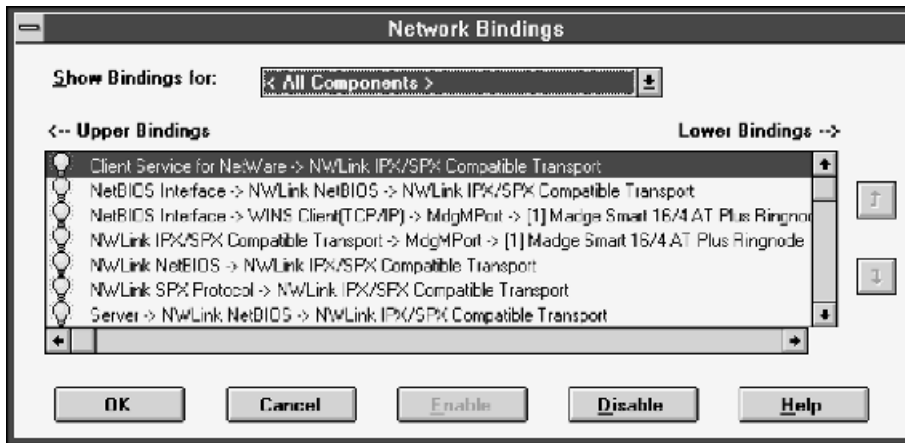 Network Bindings
Show Bindings for:
< All Components >
<-- Upper Bindings
Lower Bindings -->
Client Service for NetWare -> NWLink IPX/SPX Compatible Transport
NetBIOS Interface -> NWLink NetBIOS -> NWLink IPX/SPX Compatible Transport
NetBIOS Interface -> WINS Client(TCP/IP) -> MdgMPort -> [1] Madge Smart 16/4 AT Plus Ringnod
NWLink IPX/SPX Compatible Transport -> MdgMPort -> [1] Madge Smart 16/4 AT Plus Ringnode
NWLink NetBIOS -> NWLink IPX/SPX Compatible Transport
NWLink SPX Protocol -> NWLink IPX/SPX Compatible Transport
Server -> NWLink NetBIOS -> NWLink IPX/SPX Compatible Transport
OK
Cancel
Enable
Disable
Help